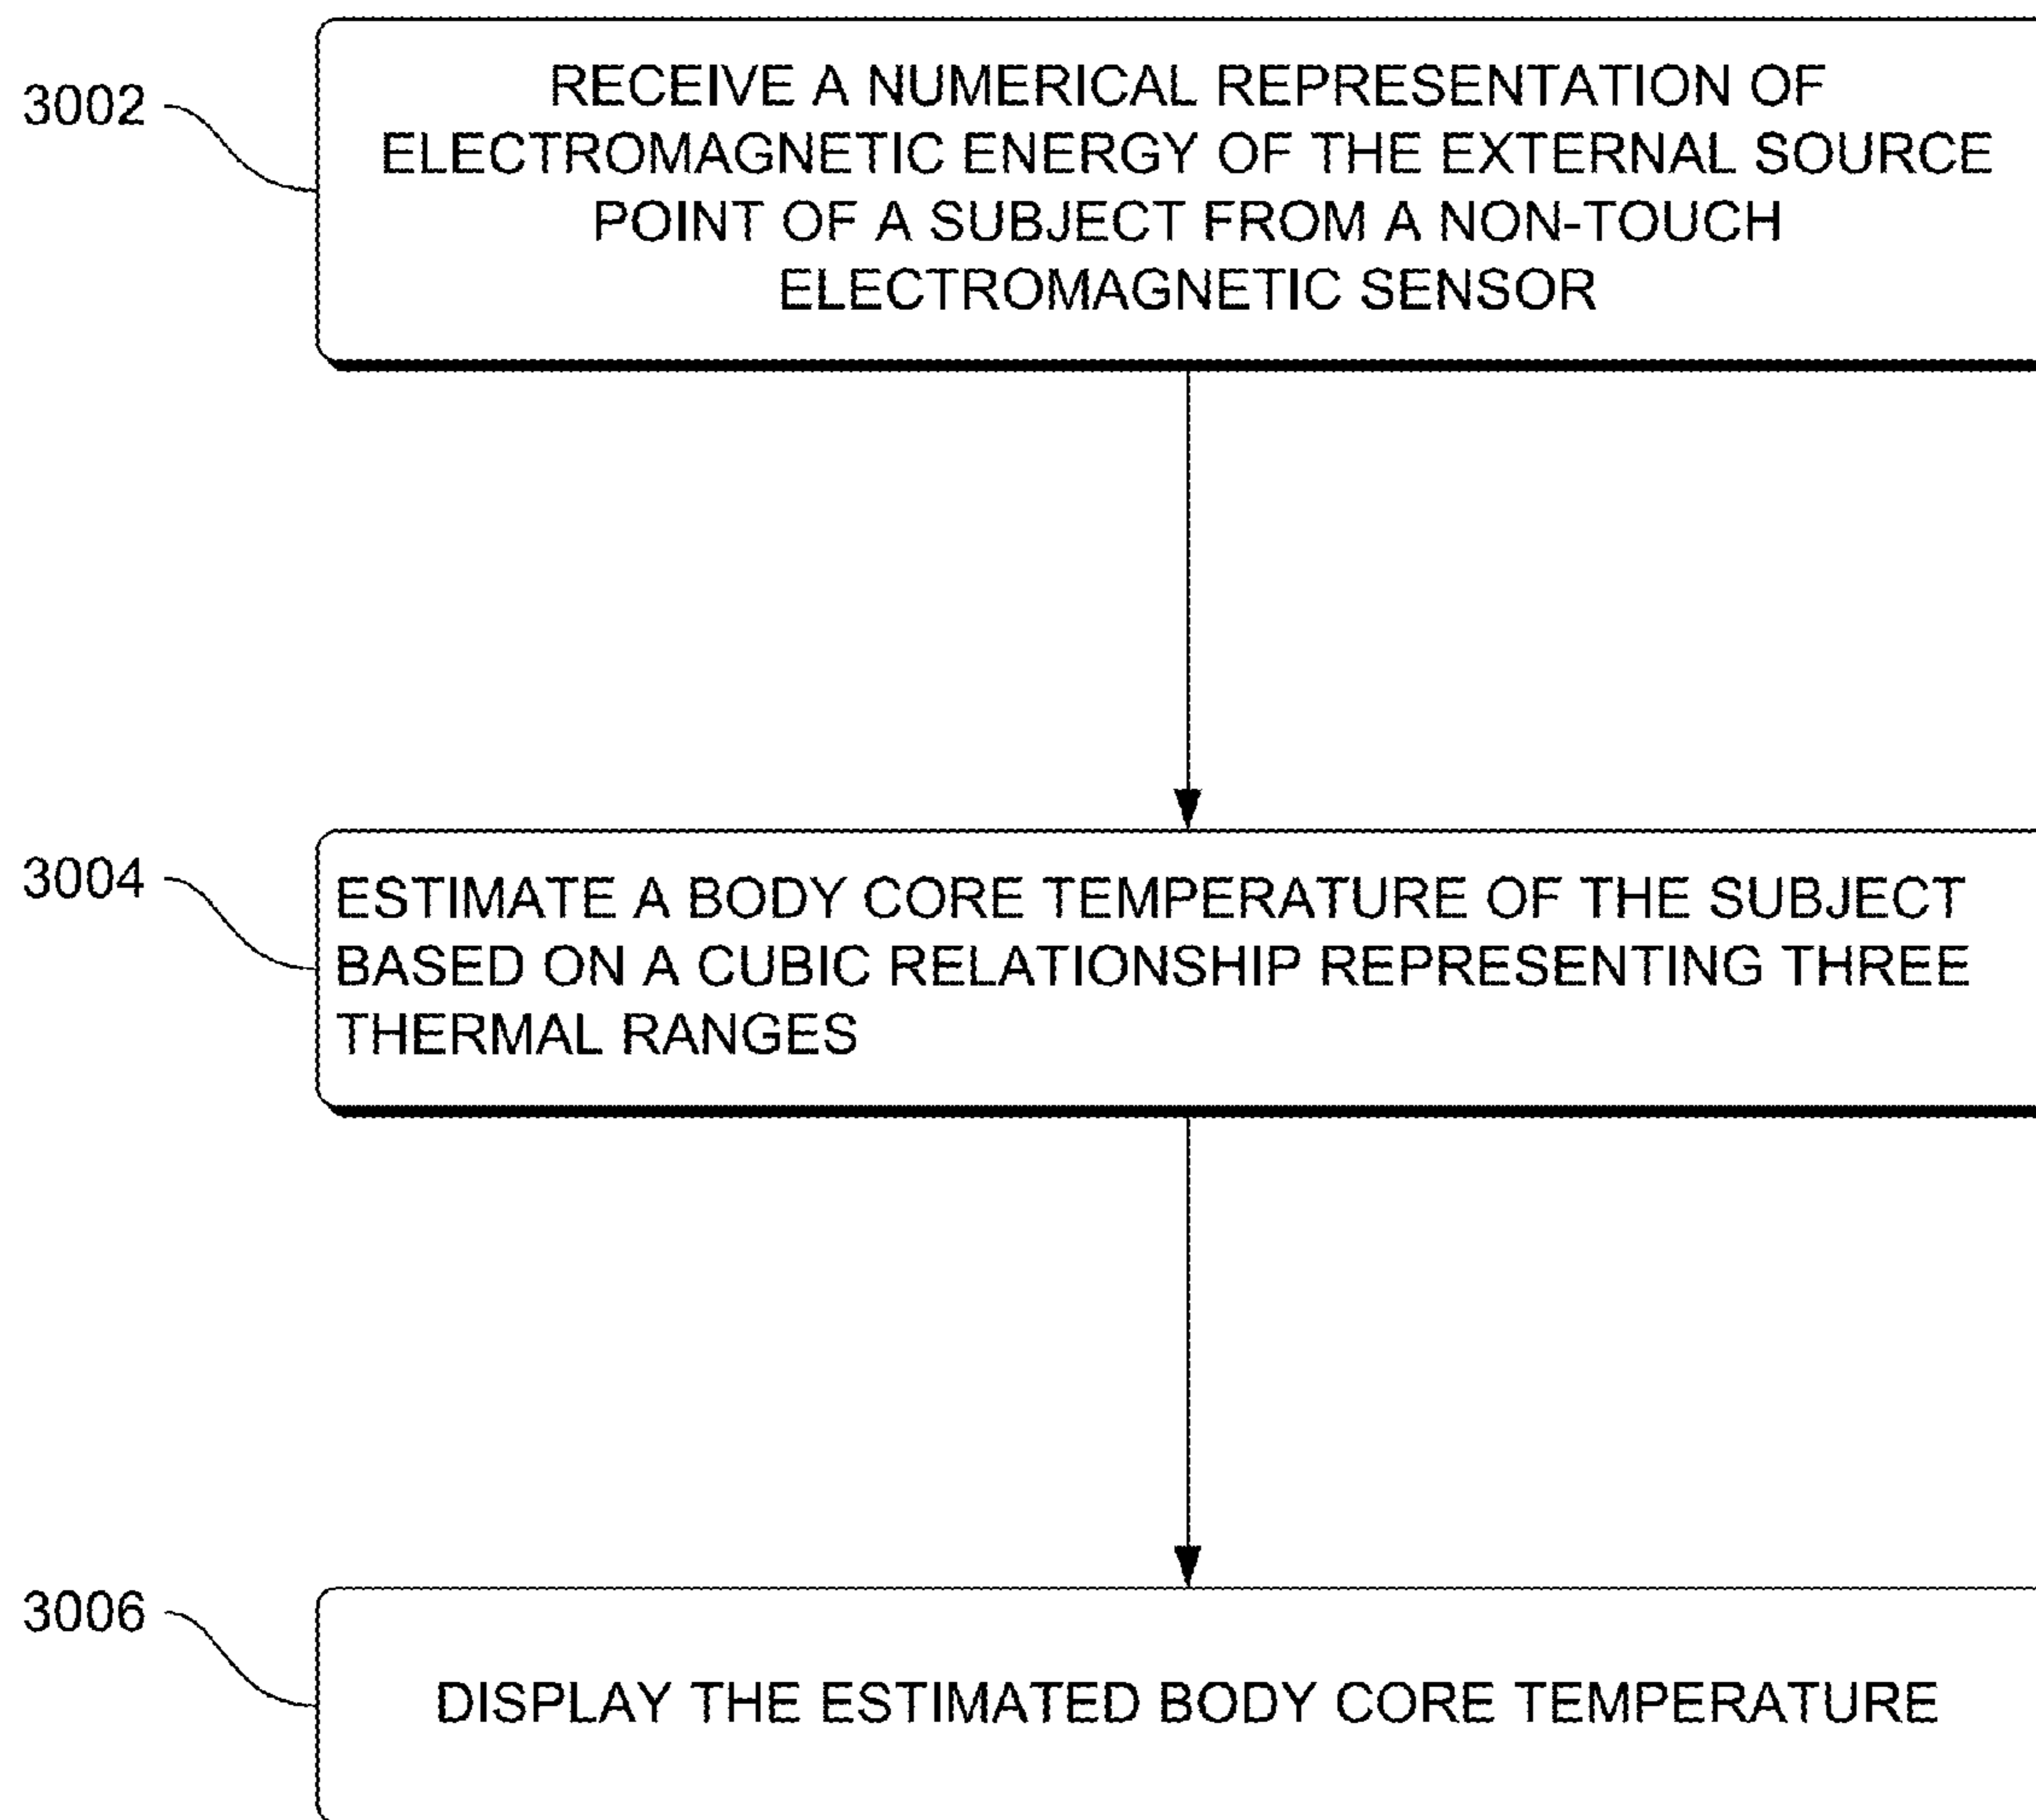 3002
RECEIVE A NUMERICAL REPRESENTATION OF
ELECTROMAGNETIC ENERGY OF THE EXTERNAL SOURCE
POINT OF A SUBJECT FROM A NON-TOUCH
ELECTROMAGNETIC SENSOR
3004
ESTIMATE A BODY CORE TEMPERATURE OF THE SUBJECT
BASED ON A CUBIC RELATIONSHIP REPRESENTING THREE
THERMAL RANGES
3006
DISPLAY THE ESTIMATED BODY CORE TEMPERATURE